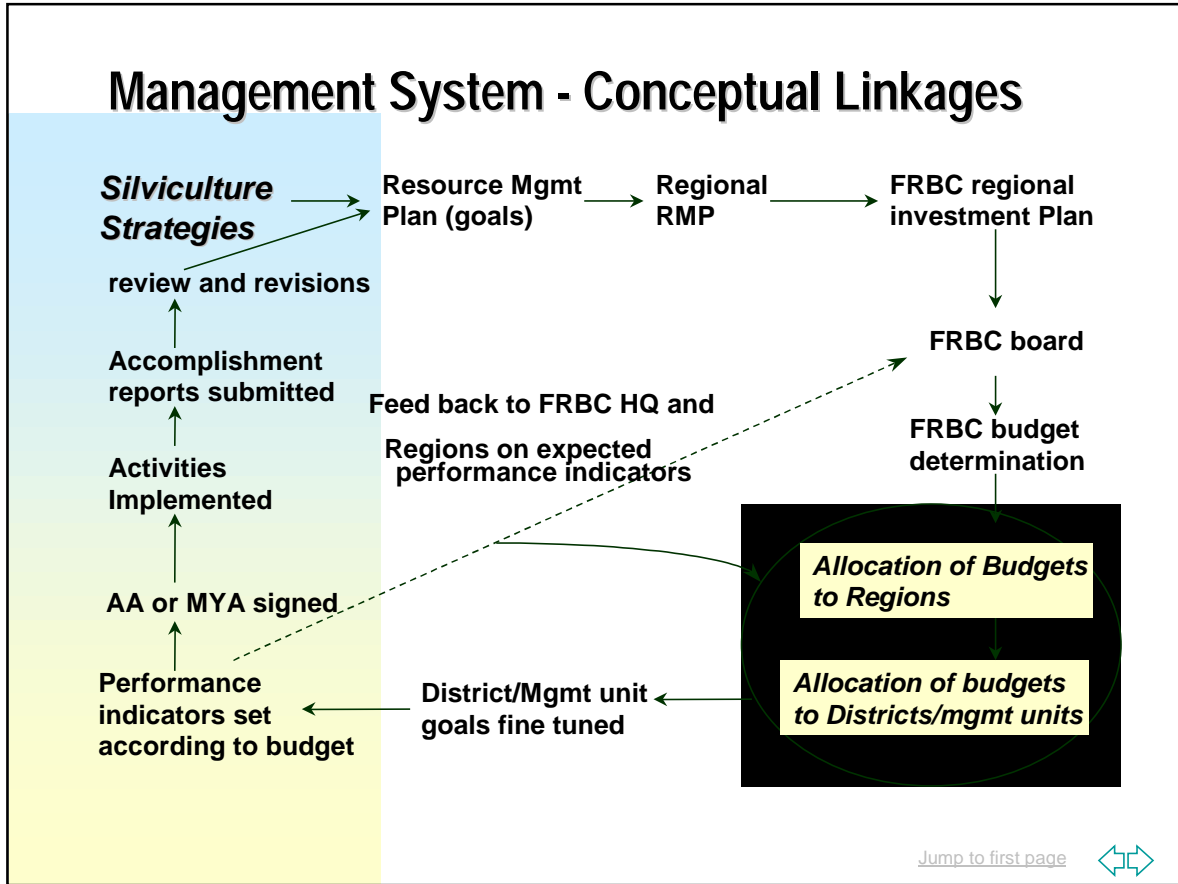 Management System - Conceptual Linkages
Silviculture
Strategies
Resource Mgmt
Plan (goals)
Regional
RMP
FRBC regional
investment Plan
review and revisions
FRBC board
Accomplishment
reports submitted
Feed back to FRBC HQ and
Regions on expected
performance indicators
FRBC budget
determination
Activities
Implemented
Allocation of Budgets
to Regions
AA or MYA signed
Performance
indicators set
according to budget
District/Mgmt unit
goals fine tuned
Allocation of budgets
to Districts/mgmt units
Jump to first page